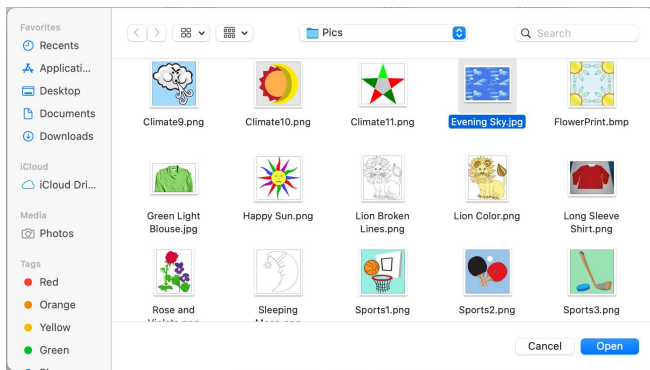 Favorites
Recents
Applicati...
Desktop
Documents
Downloads
iCloud
iCloud Dri...
Media
Photos
Tags
Red
Orange
Yellow
Green
Pics
Search
Climate9.png
Climate10.png
Climate11.png
Evening Sky.jpg
FlowerPrint.bmp
Green Light
Blouse.jpg
Happy Sun.png
Lion Broken
Lines.png
Lion Color.png
Long Sleeve
Shirt.png
Rose and
Sleeping
Sports1.png
Sports2.png
Sports3.png
Cancel
Open